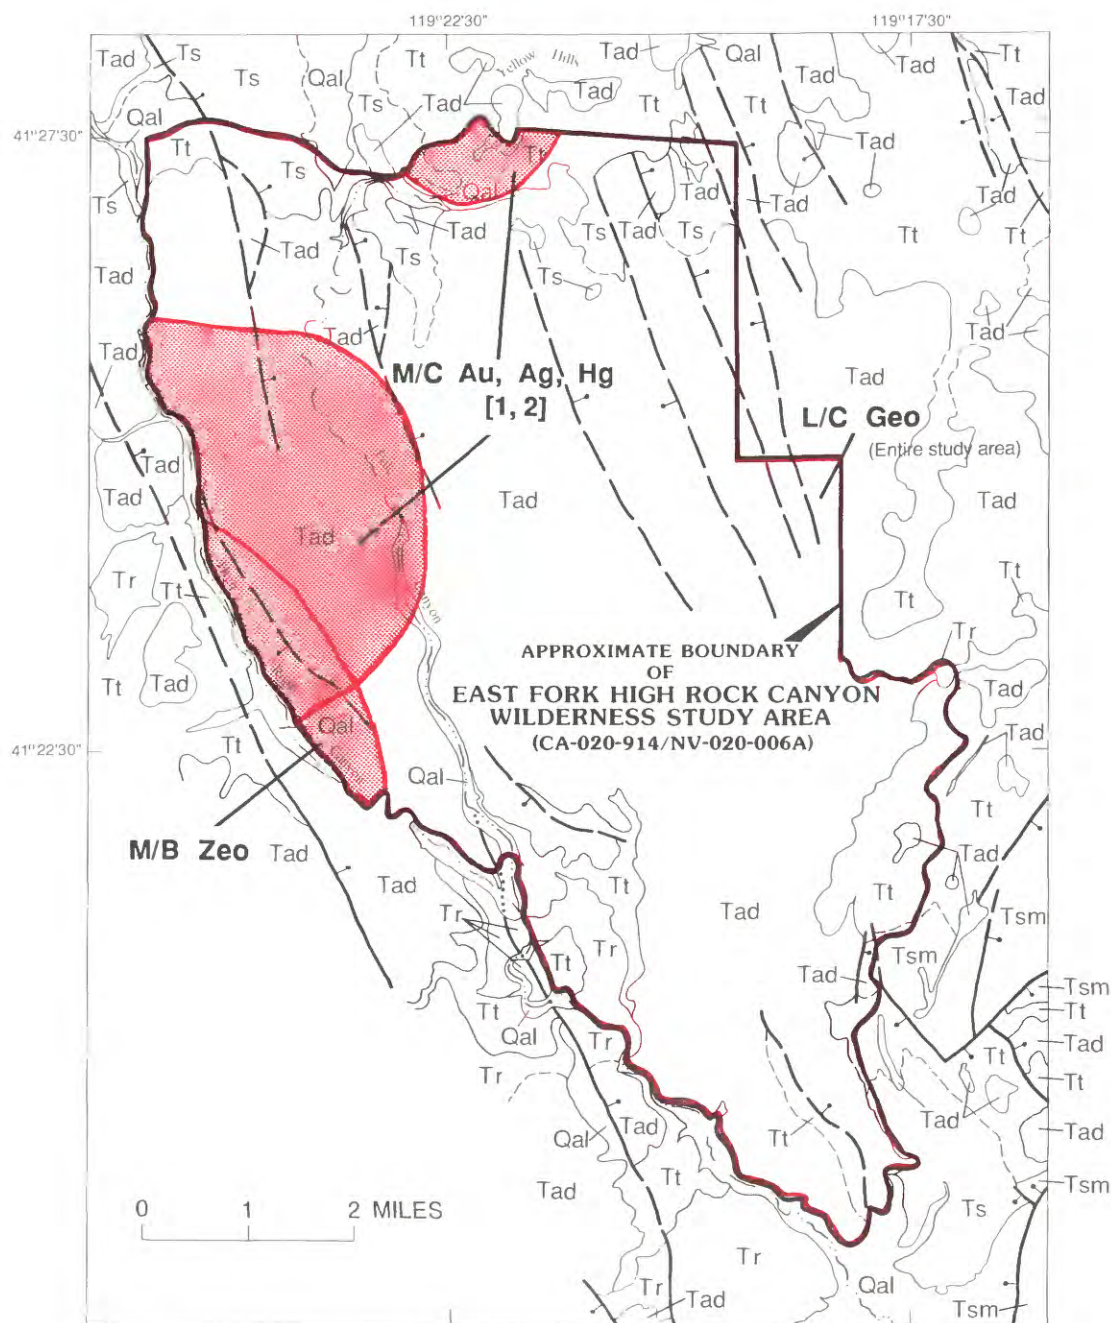 119°22'30"
119°17'30"
Tad
Ts
Ts
Qal
Tt
Ts
Tad
Yellow Hills
Tad
Tad
Qal
Tad
Tt
Tad
Tt
Tt
Tad
Qal
41°27'30"
Tt
Ts
Ts
Tt
Qal
Tad
Tad
Tad
Tad
Tad
Ts
Tad
Ts
Ts
Tad
Ts
Tt
Tt
Tad
Ts
Tad
Tad
Tad
M/C Au, Ag, Hg
[1, 2]
Tad
L/C Geo
(Entire study area)
Tad
Tad
Tad
Tad
Tad
Tr
Tt
Tt
Tt
Tr
APPROXIMATE BOUNDARY
OF
EAST FORK HIGH ROCK CANYON
WILDERNESS STUDY AREA
(CA-020-914/NV-020-006A)
Tt
Tad
Tad
Qal
Tad
41°22'30"
Tt
Qal
Tt
M/B Zeo
Tad
Tad
Tt
Tad
Tt
Tad
Tr
Tr
Tsm
Tt
Tsm
Tad
Tsm
Tt
Qal
Tt
Tr
Tr
Tt
Tad
Tt
Qal
Tad
Tt
Tad
Tad
Tad
Tt
Tsm
0 1 2 MILES
Ts
Tr
Tr
Tad
Qal
Tsm